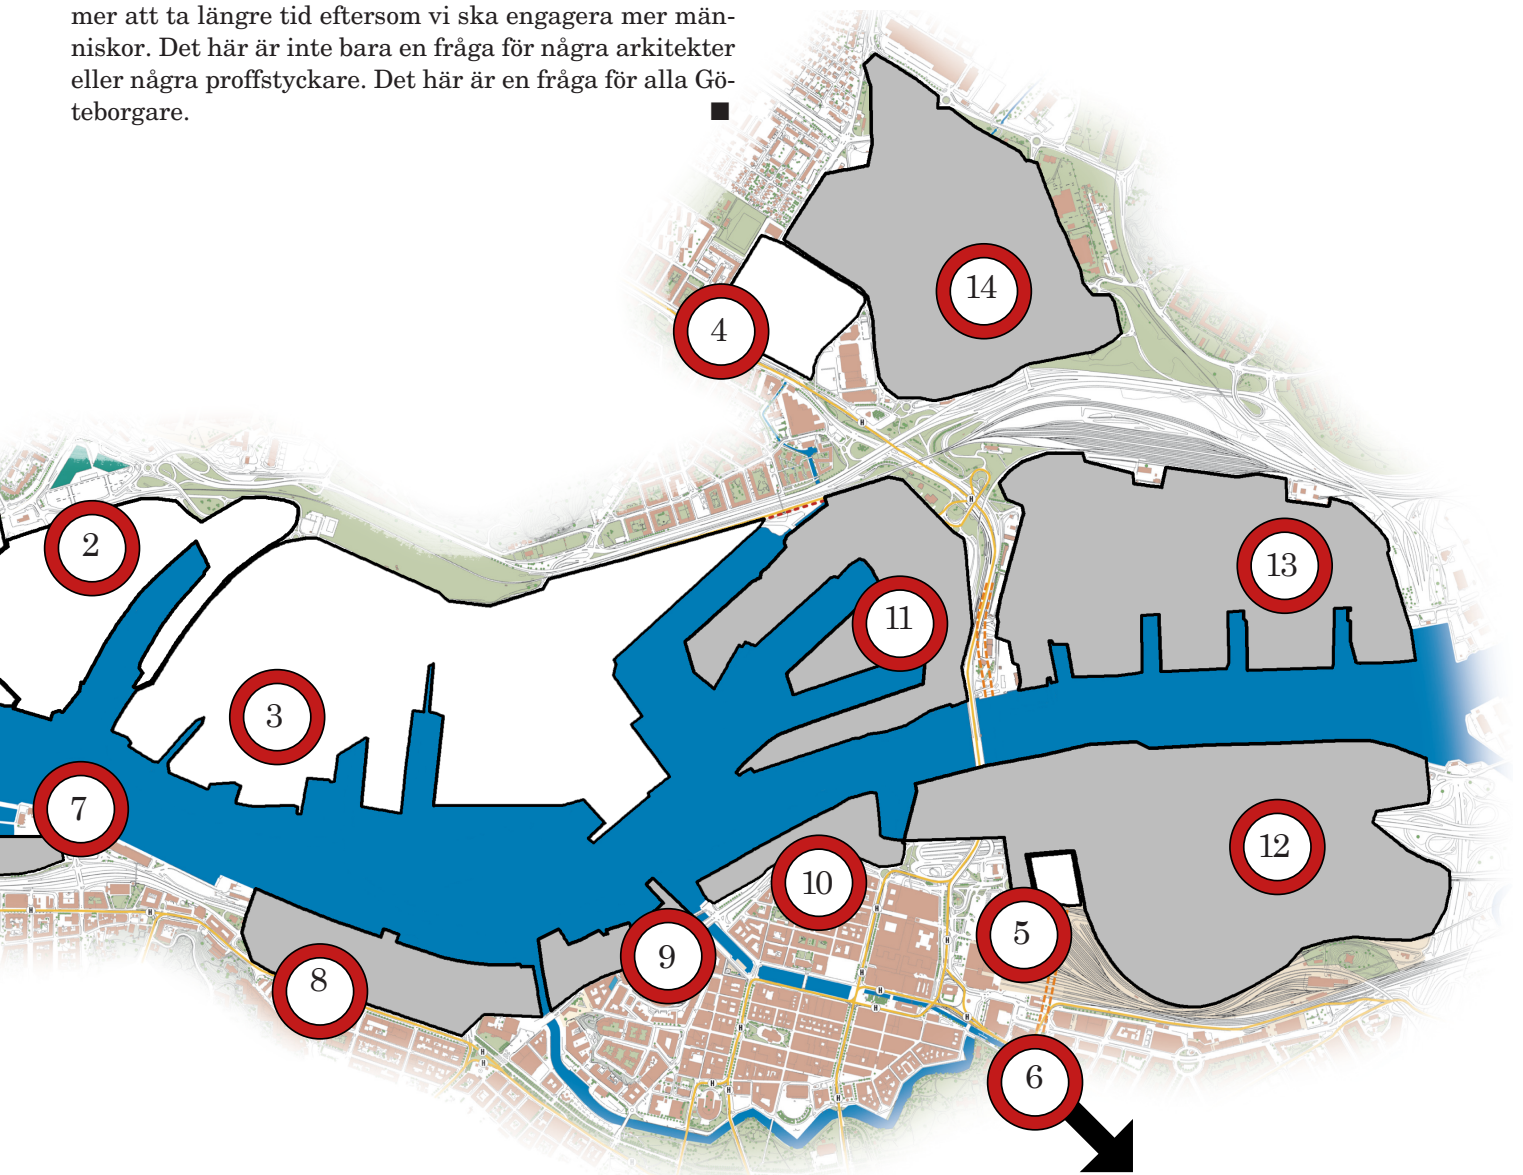 mer att ta längre tid eftersom vi ska engagera mer män-
niskor. Det här är inte bara en fråga för några arkitekter
eller några proffstyckare. Det här är en fråga för alla Gö-
teborgare. ■
14
4
H
H
2
13
11
3
7
12
10
5
8
9
6
H
H
H
H
H
H
H
H
H
H
H
H
H